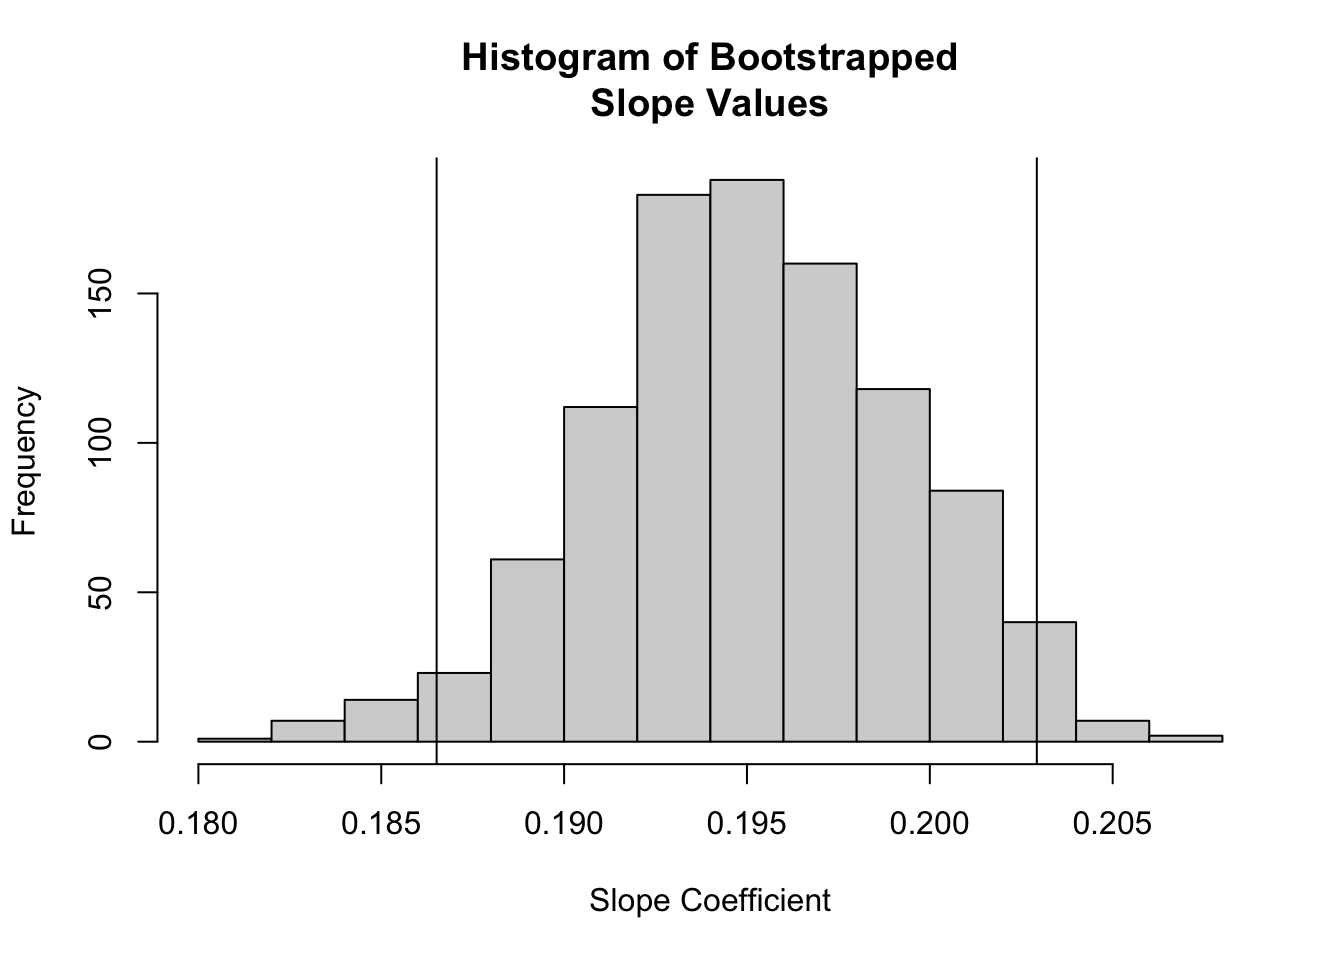 Histogram of Bootstrapped
Slope Values
Frequency
150
100
50
0
0.180 0.185 0.190 0.195 0.200 0.205
Slope Coefficient